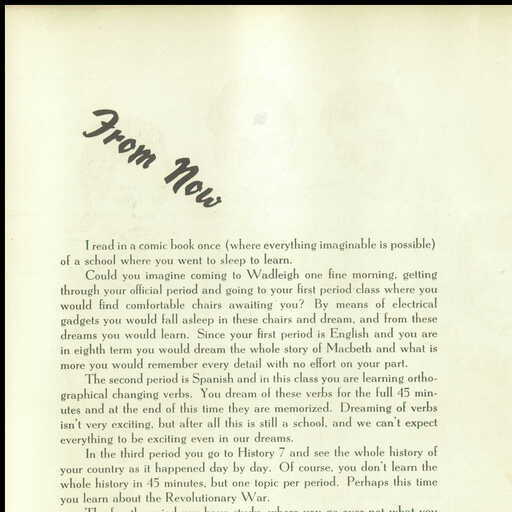 From Now
I read in a comic book once (where everything imaginable is possible)
of a school where you went to sleep to learn.
Could you imagine coming to Wadleigh one fine morning, getting
through your official period and going to your first period class where you
would find comfortable chairs awaiting you? By means of electrical
gadgets you would fall asleep in these chairs and dream, and from these
dreams you would learn. Since your first period is English and you are
in eighth term you would dream the whole story of Macbeth and what is
more you would remember every detail with no effort on your part.
The second period is Spanish and in this class you are learning ortho-
graphical changing verbs. You dream of these verbs for the full 45 min-
utes and at the end of this time they are memorized. Dreaming of verbs
isn't very exciting, but after all this is still a school, and we can't expect
everything to be exciting even in our dreams.
In the third period you go to History 7 and see the whole history of
your country as it happened day by day. Of course, you don't learn the
whole history in 45 minutes, but one topic per period. Perhaps this time
you learn about the Revolutionary War.